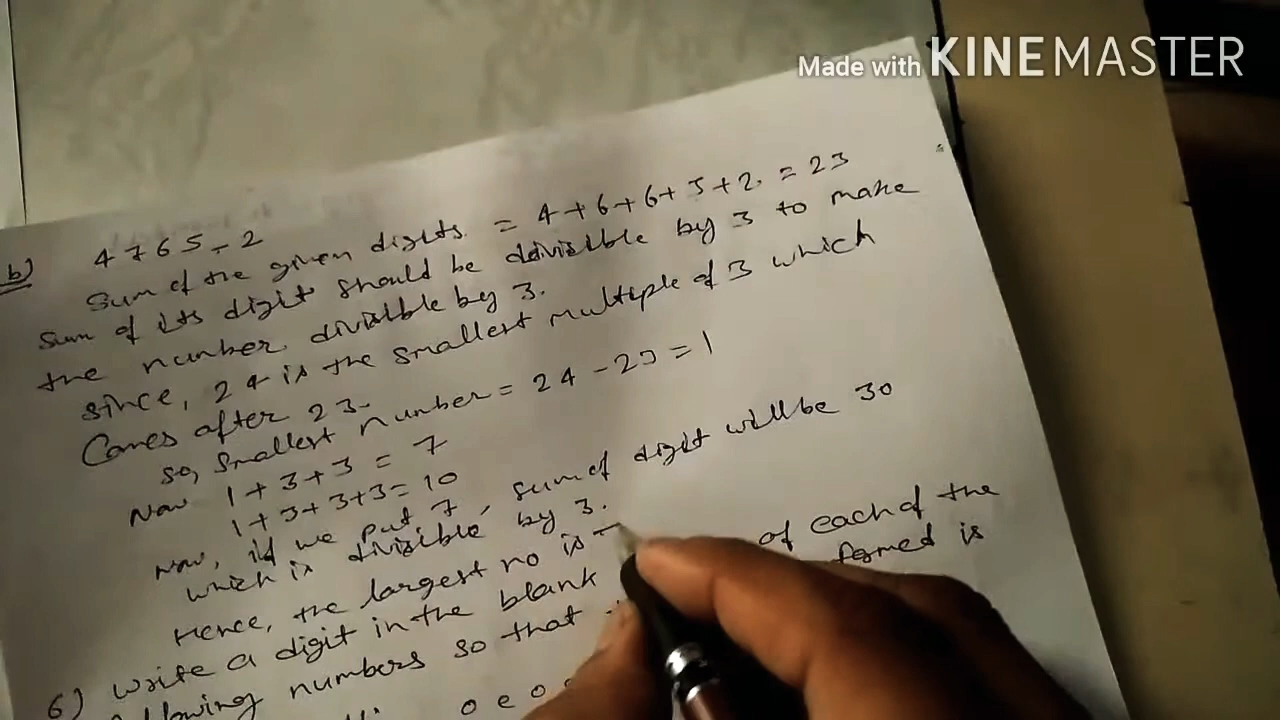 Made with KINEMASTER
b) 4765-2
Sum of the given digits. = 4+6+6+5+2. = 23
Sum of its digit should be divisible by 3 to make
the number divisible by 3.
since, 24 is the smallest multiple of 3 which
Comes after 23.
so, smallest number = 24-23=1
Now 1+3+3 = 7
1+3+3+3=10
Now, if we put 7, sum of digit will be 30
which is divisible by 3.
Hence, the largest no is
6) Write a digit in the blank of each of the
following numbers so that formed is